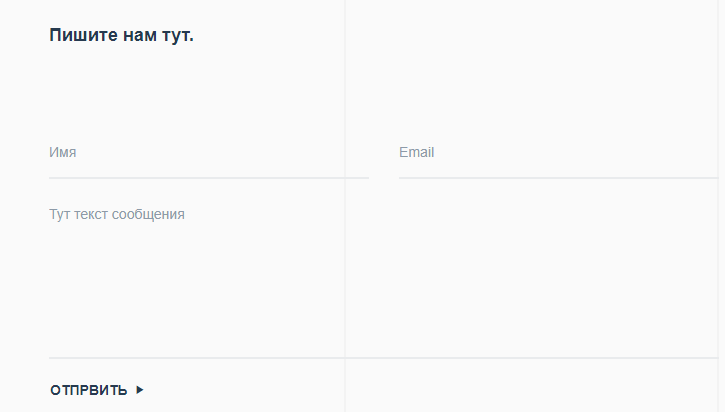 Пишите нам тут.
Имя
Email
Тут текст сообщения
ОТПРВИТЬ